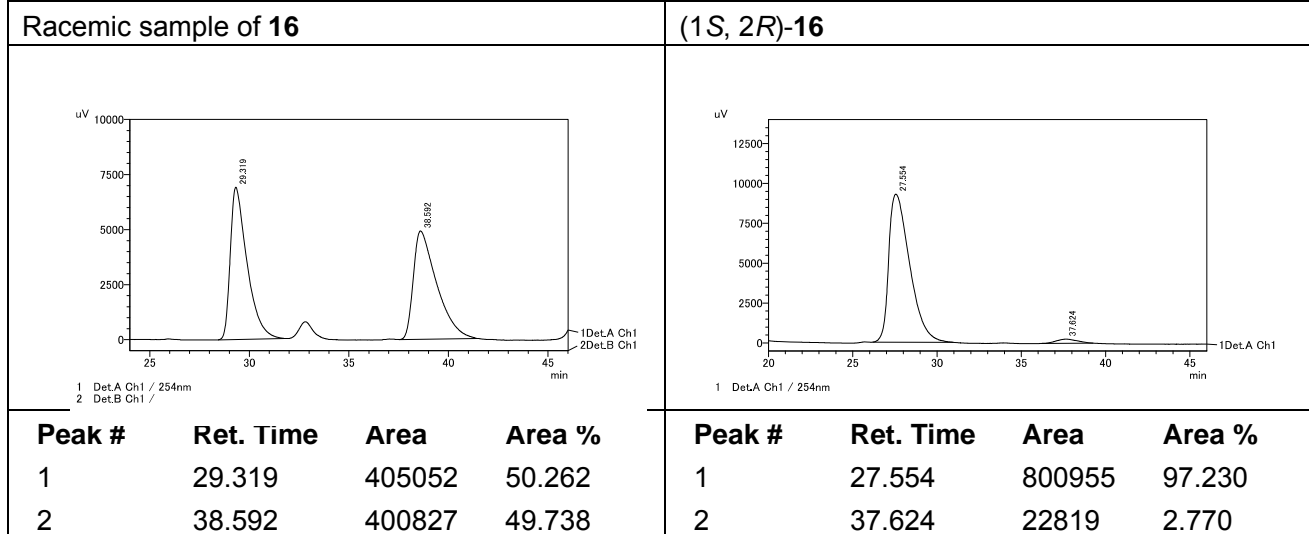 Racemic sample of 16
(1S, 2R)-16
uV
10000
7500
5000
2500
0
29.319
38.592
25 30 35 40 45
min
1Det.A Ch1
2Det.B Ch1
1 Det.A Ch1 / 254nm
2 Det.B Ch1 /
uV
12500
10000
7500
5000
2500
0
27.554
37.624
20 25 30 35 40 45
min
1Det.A Ch1
1 Det.A Ch1 / 254nm
Peak # Ret. Time Area Area %
1 29.319 405052 50.262
2 38.592 400827 49.738
Peak # Ret. Time Area Area %
1 27.554 800955 97.230
2 37.624 22819 2.770